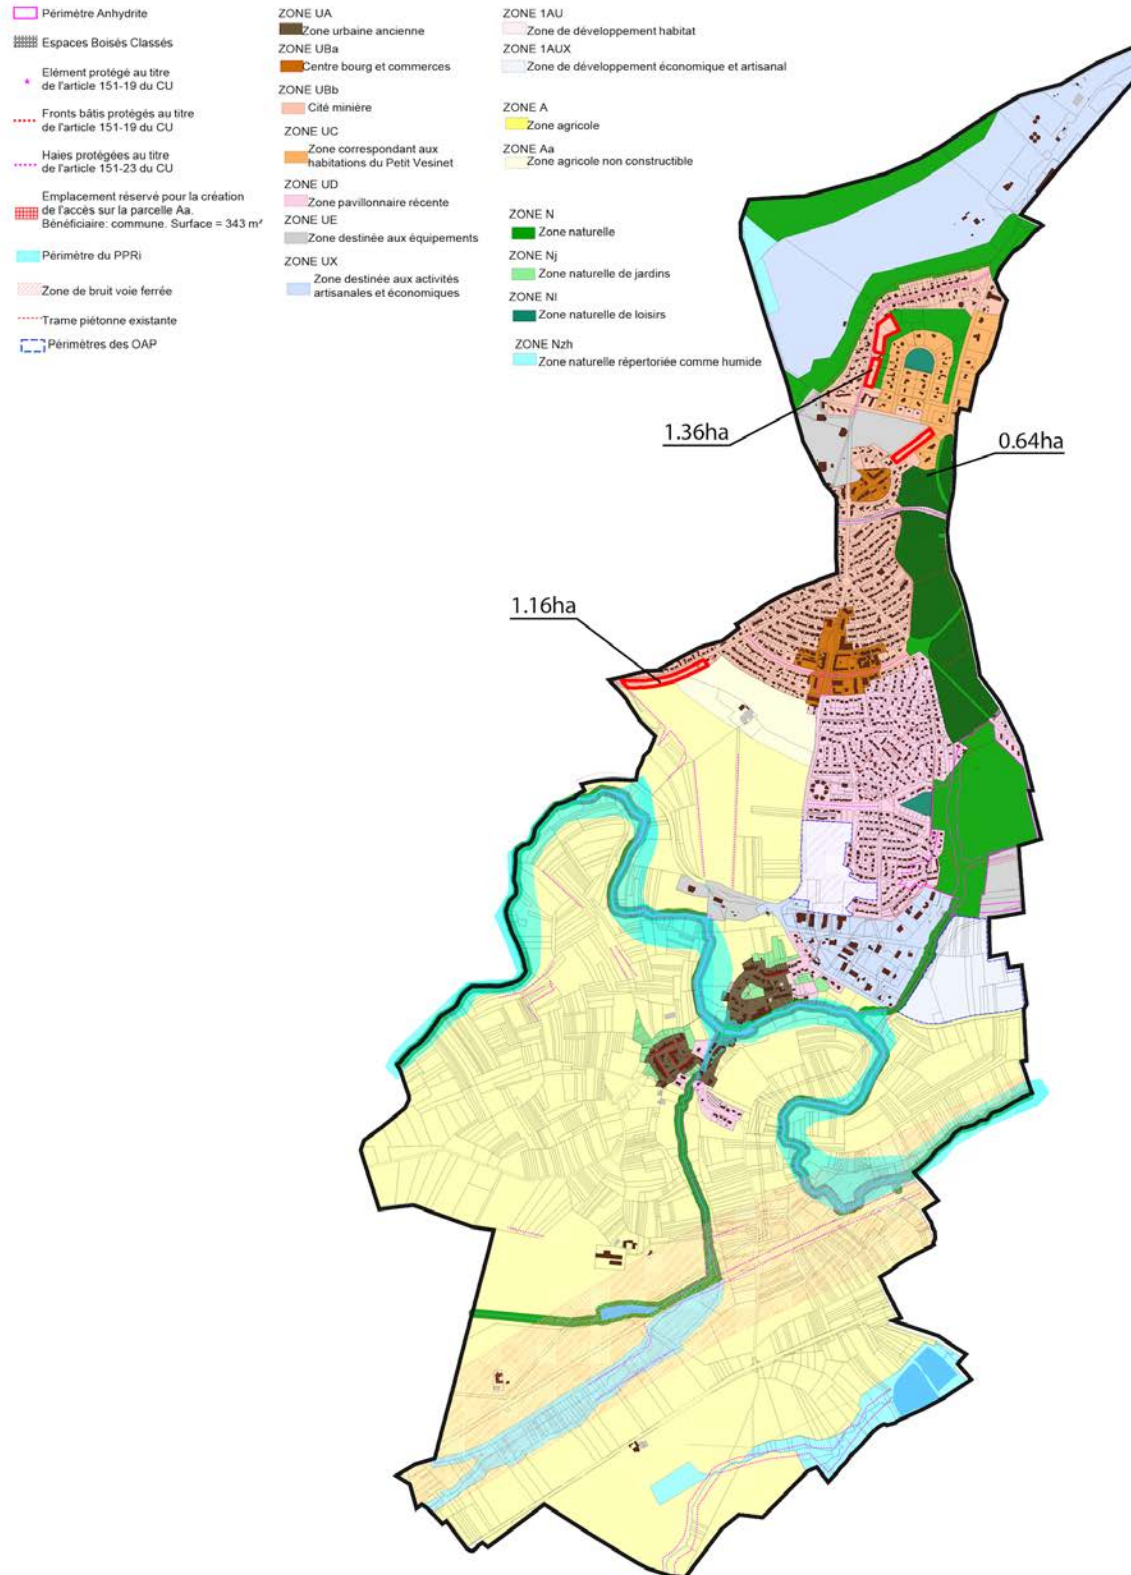 Périmètre Anhydrite
Espaces Boisés Classés
Elément protégé au titre
de l'article 151-19 du CU
Fronts bâtis protégés au titre
de l'article 151-19 du CU
Haies protégées au titre
de l'article 151-23 du CU
Emplacement réservé pour la création
de l'accès sur la parcelle Aa.
Bénéficiaire: commune. Surface = 343 m²
Périmètre du PPRi
Zone de bruit voie ferrée
Trame piétonne existante
Périmètres des OAP
ZONE UA
Zone urbaine ancienne
ZONE UBa
Centre bourg et commerces
ZONE UBb
Cité minière
ZONE UC
Zone correspondant aux
habitations du Petit Vesinet
ZONE UD
Zone pavillonnaire récente
ZONE UE
Zone destinée aux équipements
ZONE UX
Zone destinée aux activités
artisanales et économiques
ZONE 1AU
Zone de développement habitat
ZONE 1AUX
Zone de développement économique et artisanal
ZONE A
Zone agricole
ZONE Aa
Zone agricole non constructible
ZONE N
Zone naturelle
ZONE Nj
Zone naturelle de jardins
ZONE Nl
Zone naturelle de loisirs
ZONE Nzh
Zone naturelle répertoriée comme humide
1.36ha
0.64ha
1.16ha